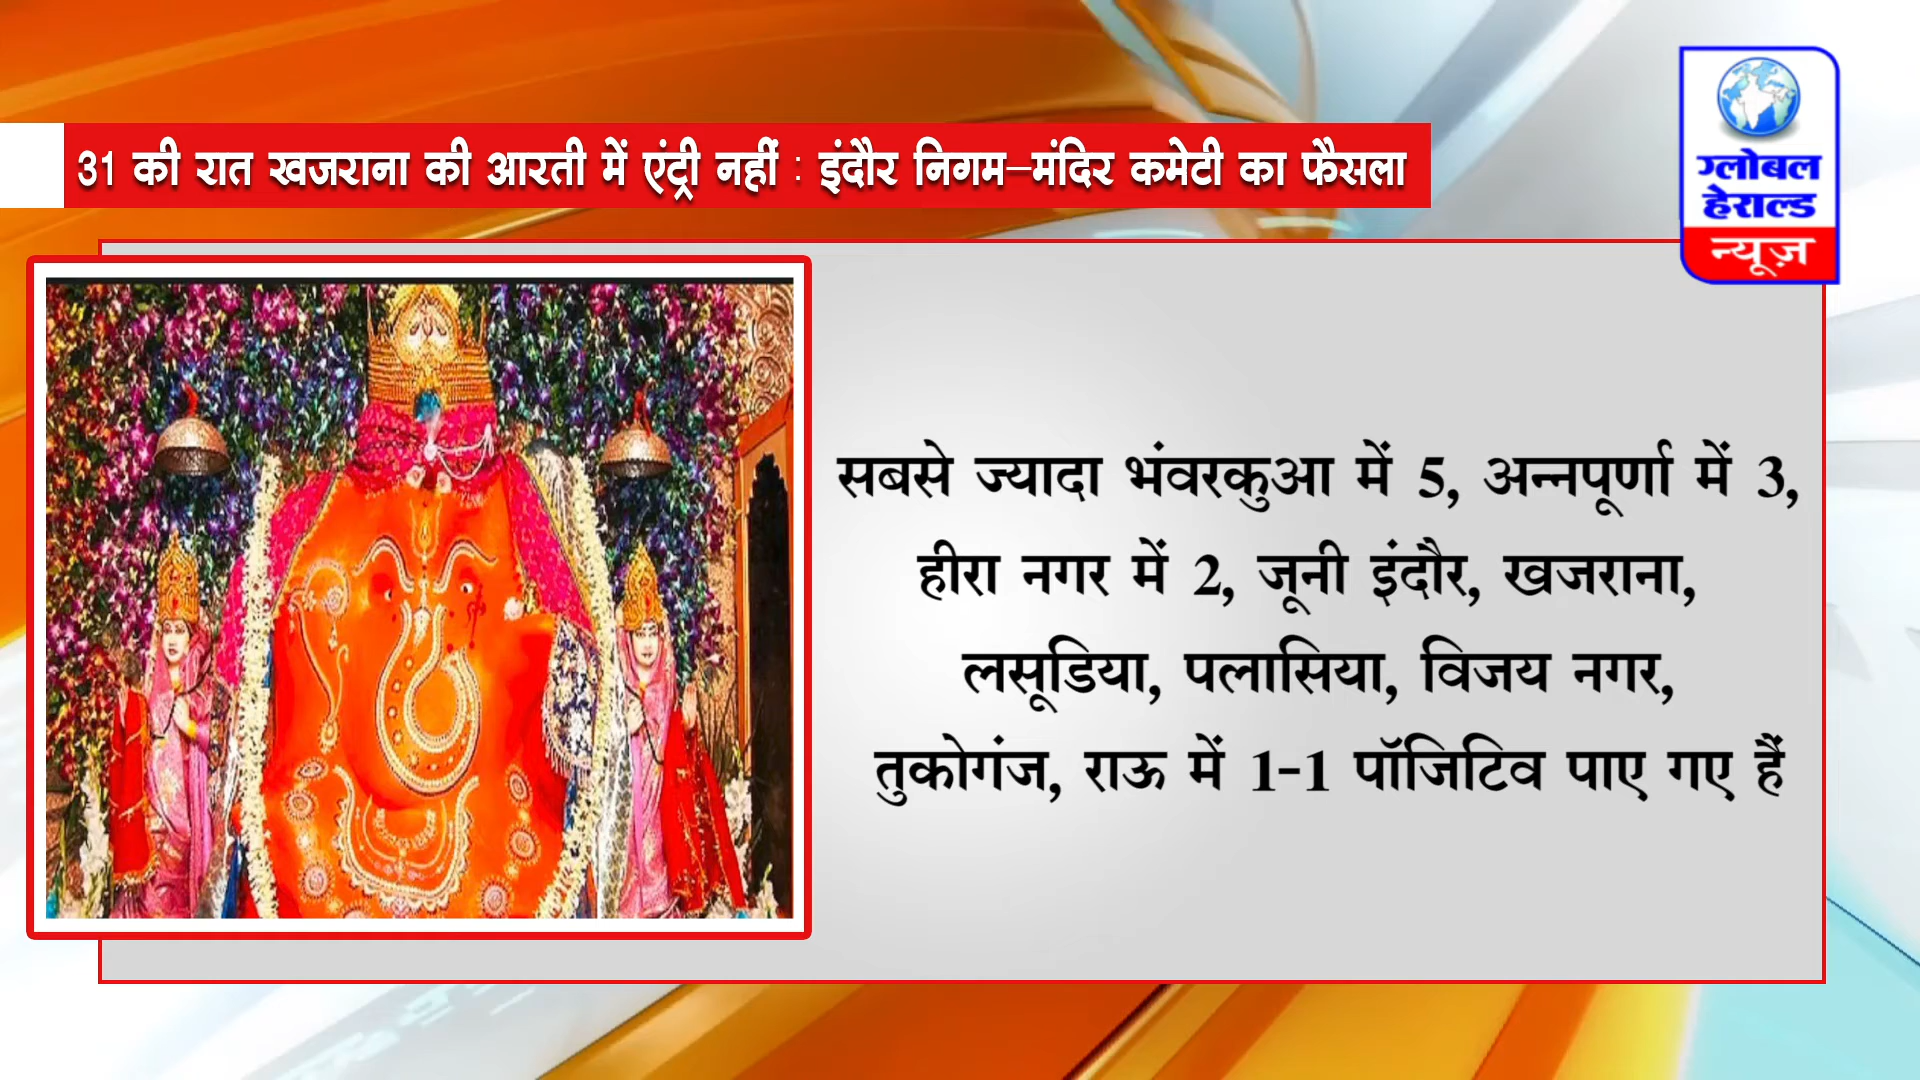 31 की रात खजराना की आरती में एंट्री नहीं : इंदौर निगम–मंदिर कमेटी का फैसला
ग्लोबल
हेराल्ड
न्यूज़
सबसे ज्यादा भंवरकुआ में 5, अन्नपूर्णा में 3,
हीरा नगर में 2, जूनी इंदौर, खजराना,
लसूडिया, पलासिया, विजय नगर,
तुकोगंज, राऊ में 1-1 पॉजिटिव पाए गए हैं